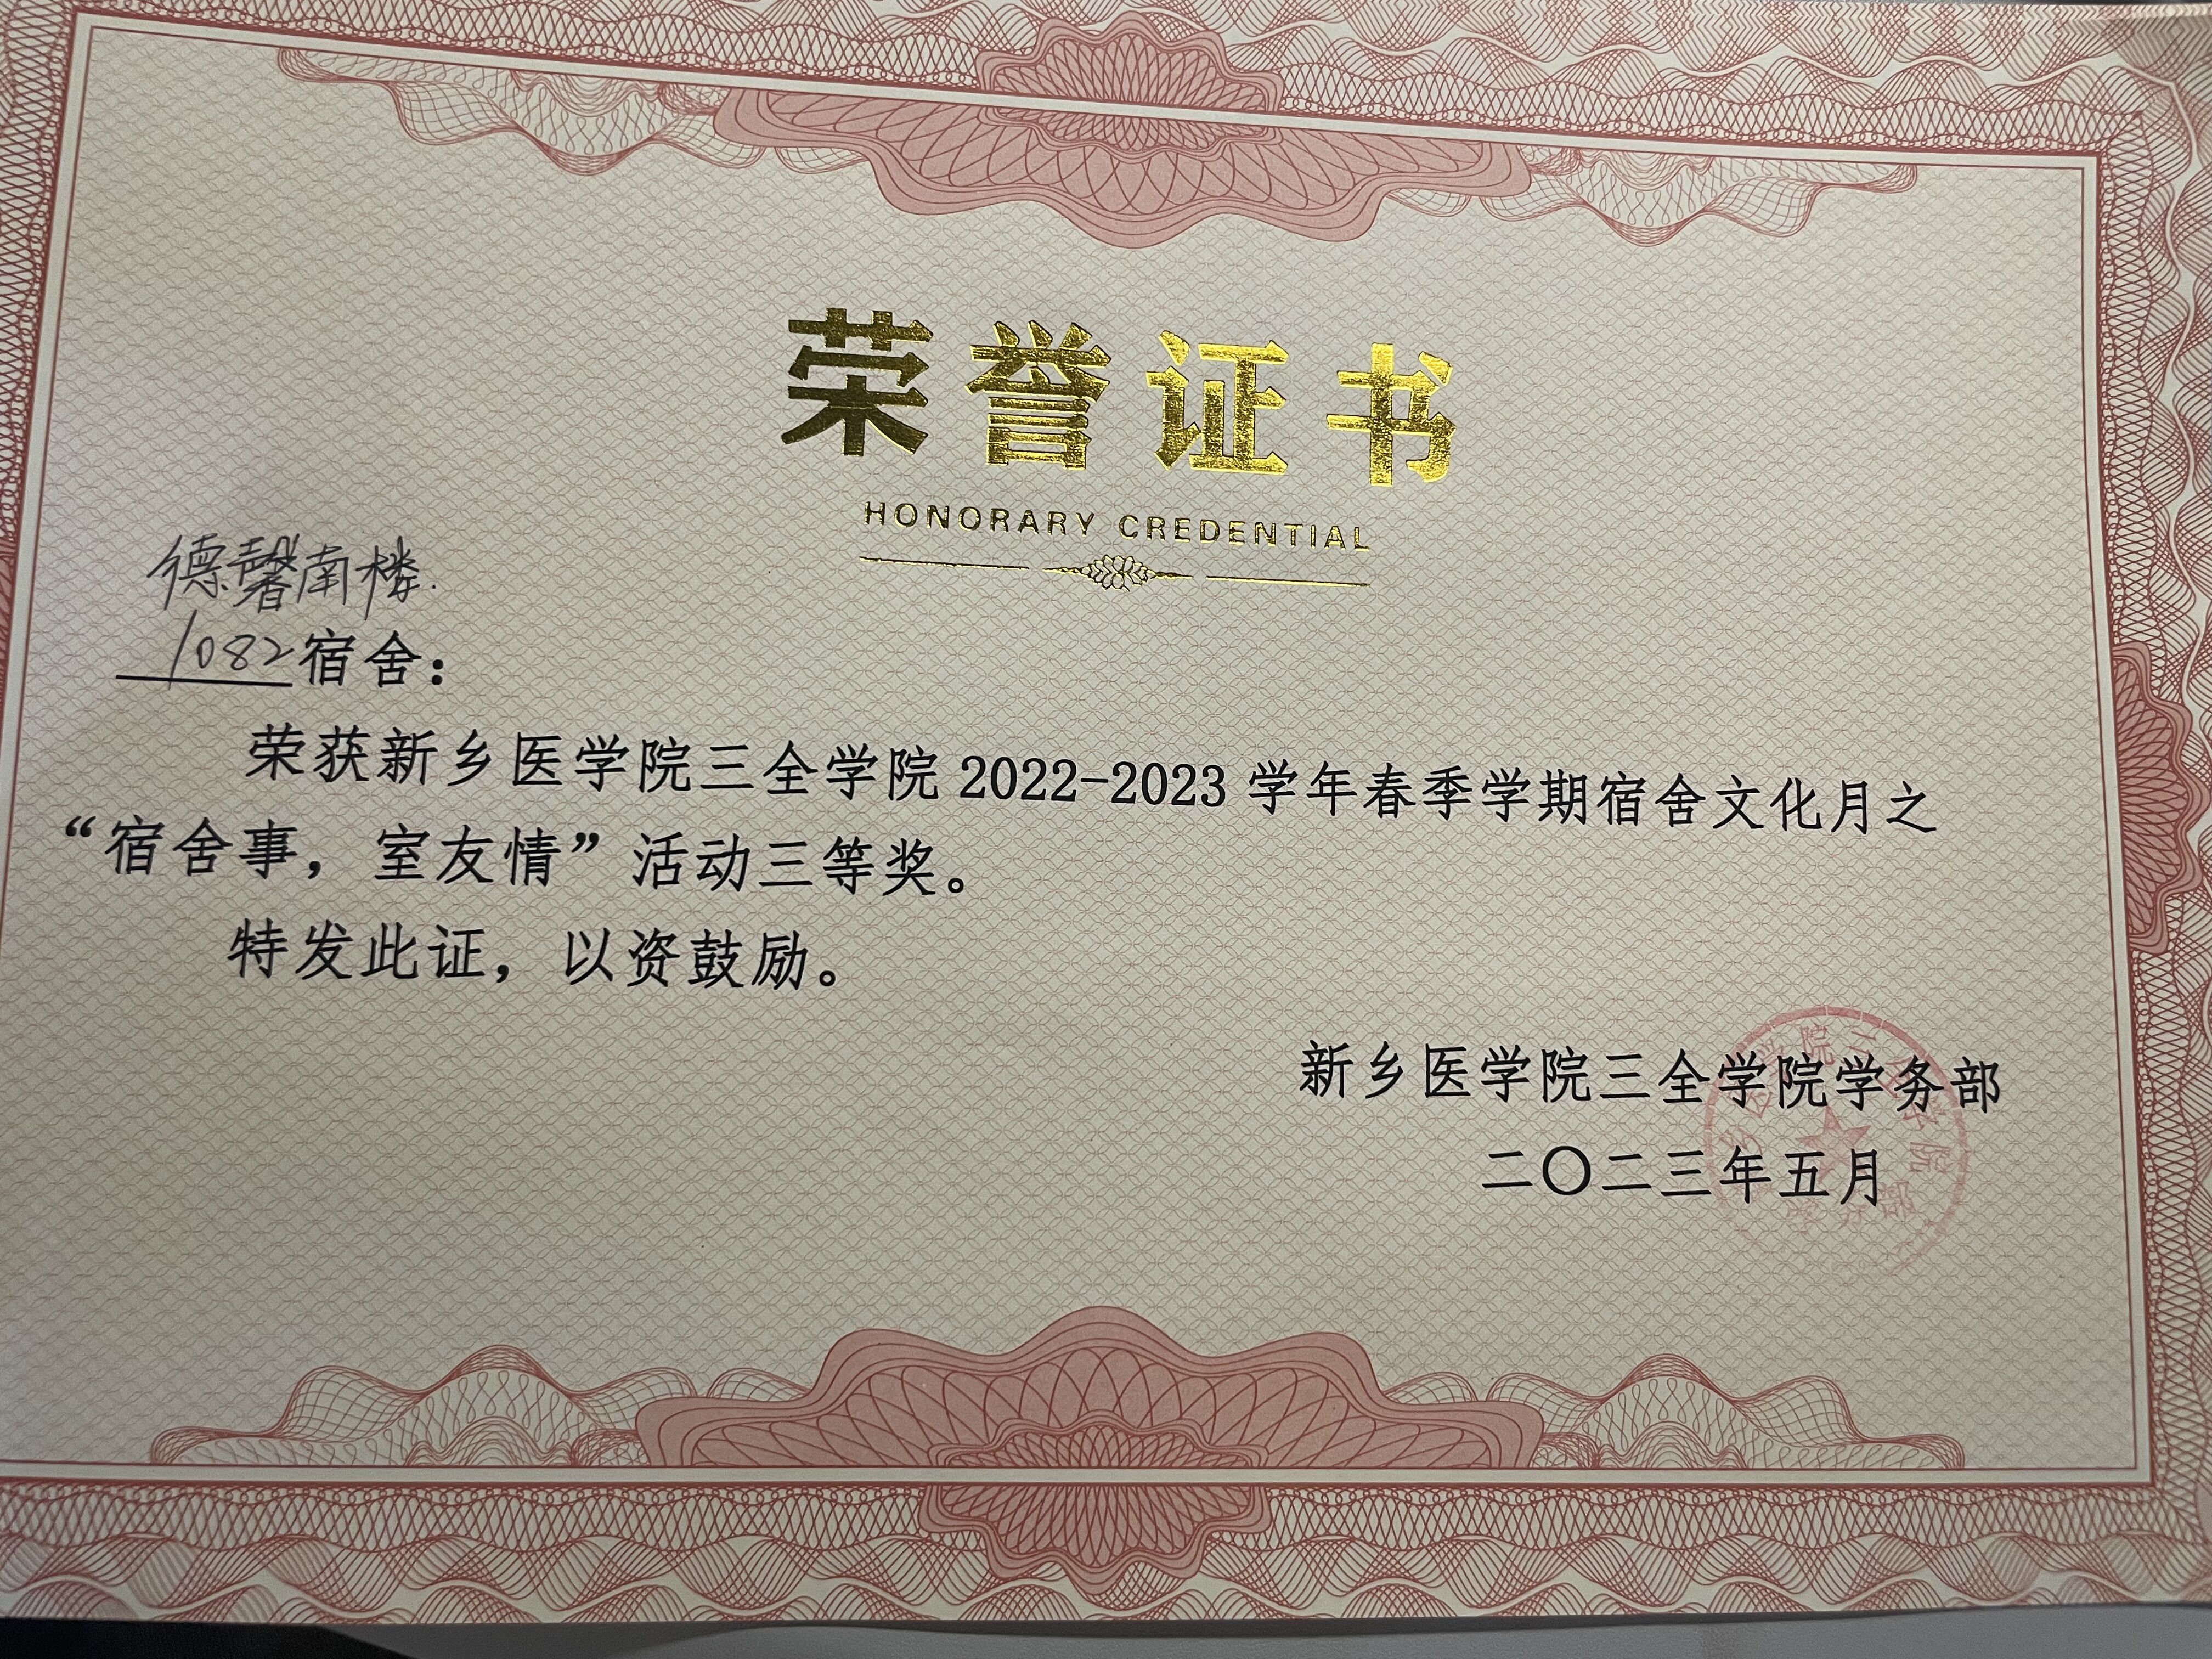 荣誉证书
HONORARY CREDENTIAL
德馨南楼
1082宿舍：
荣获新乡医学院三全学院2022-2023学年春季学期宿舍文化月之
“宿舍事，室友情”活动三等奖。
特发此证，以资鼓励。
新乡医学院三全学院学务部
二〇二三年五月
学务部